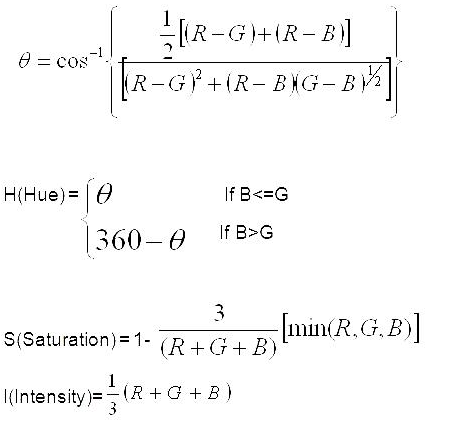 θ = cos⁻¹ { ½[(R − G) + (R − B)] / [(R − G)² + (R − B)(G − B)^½] }
H(Hue) = { θ If B<=G
360 − θ If B>G
S(Saturation) = 1- 3/(R + G + B) [min(R, G, B)]
I(Intensity)= 1/3 (R + G + B)